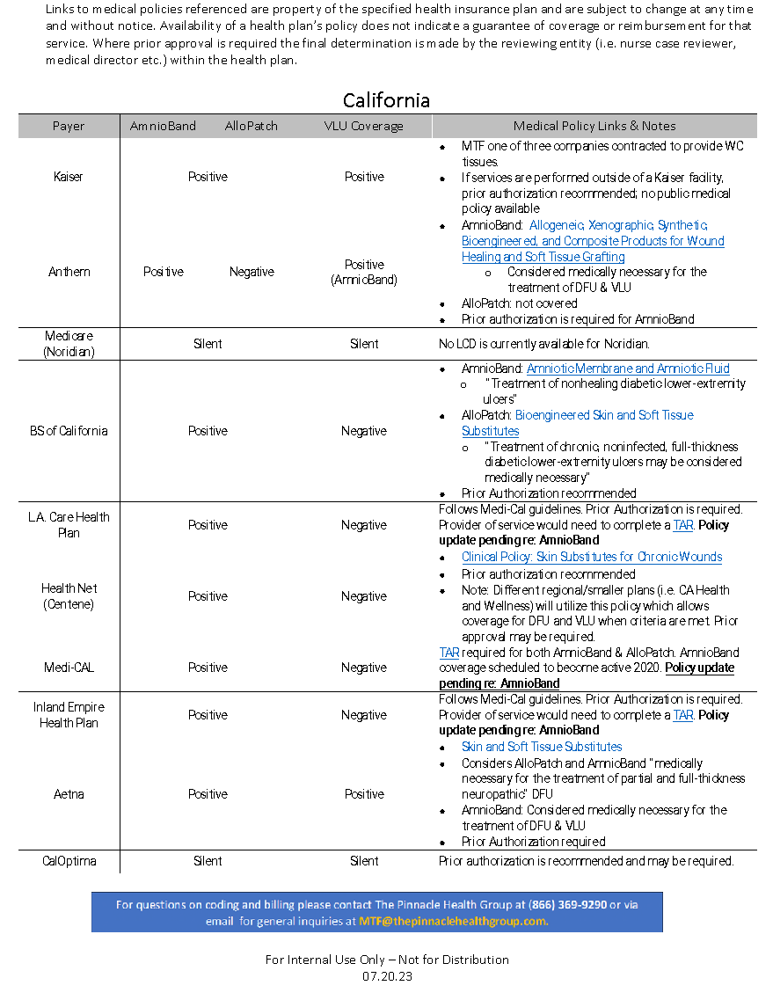 Links to medical policies referenced are property of the specified health insurance plan and are subject to change at any time
and without notice. Availability of a health plan's policy does not indicate a guarantee of coverage or reimbursement for that
service. Where prior approval is required the final determination is made by the reviewing entity (i.e. nurse case reviewer,
medical director etc.) within the health plan.
California
Payer AmnioBand AlloPatch VLU Coverage Medical Policy Links & Notes
Kaiser Positive Positive
• MTF one of three companies contracted to provide WC
tissues.
• If services are performed outside of a Kaiser facility,
prior authorization recommended; no public medical
policy available
Anthem Positive Negative Positive
(AmnioBand)
• AmnioBand: Allogeneic, Xenographic, Synthetic,
Bioengineered, and Composite Products for Wound
Healing and Soft Tissue Grafting
o Considered medically necessary for the
treatment of DFU & VLU
• AlloPatch: not covered
• Prior authorization is required for AmnioBand
Medicare
(Noridian)
Silent Silent No LCD is currently available for Noridian.
BS of California Positive Negative
• AmnioBand: Amniotic Membrane and Amniotic Fluid
o "Treatment of nonhealing diabetic lower-extremity
ulcers"
• AlloPatch: Bioengineered Skin and Soft Tissue
Substitutes
o "Treatment of chronic, noninfected, full-thickness
diabetic lower-extremity ulcers may be considered
medically necessary"
• Prior Authorization recommended
L.A. Care Health
Plan
Positive Negative
Follows Medi-Cal guidelines. Prior Authorization is required.
Provider of service would need to complete a TAR. Policy
update pending re: AmnioBand
Health Net
(Centene)
Positive Negative
• Clinical Policy: Skin Substitutes for Chronic Wounds
• Prior authorization recommended
• Note: Different regional/smaller plans (i.e. CA Health
and Wellness) will utilize this policy which allows
coverage for DFU and VLU when criteria are met. Prior
approval may be required.
Medi-CAL Positive Negative
TAR required for both AmnioBand & AlloPatch. AmnioBand
coverage scheduled to become active 2020. Policy update
pending re: AmnioBand
Inland Empire
Health Plan
Positive Negative
Follows Medi-Cal guidelines. Prior Authorization is required.
Provider of service would need to complete a TAR. Policy
update pending re: AmnioBand
Aetna Positive Positive
• Skin and Soft Tissue Substitutes
• Considers AlloPatch and AmnioBand "medically
necessary for the treatment of partial and full-thickness
neuropathic" DFU
• AmnioBand: Considered medically necessary for the
treatment of DFU & VLU
• Prior Authorization required
CalOptima Silent Silent Prior authorization is recommended and may be required.
For questions on coding and billing please contact The Pinnacle Health Group at (866) 369-9290 or via
email for general inquiries at MTF@thepinnaclehealthgroup.com.
For Internal Use Only – Not for Distribution
07.20.23